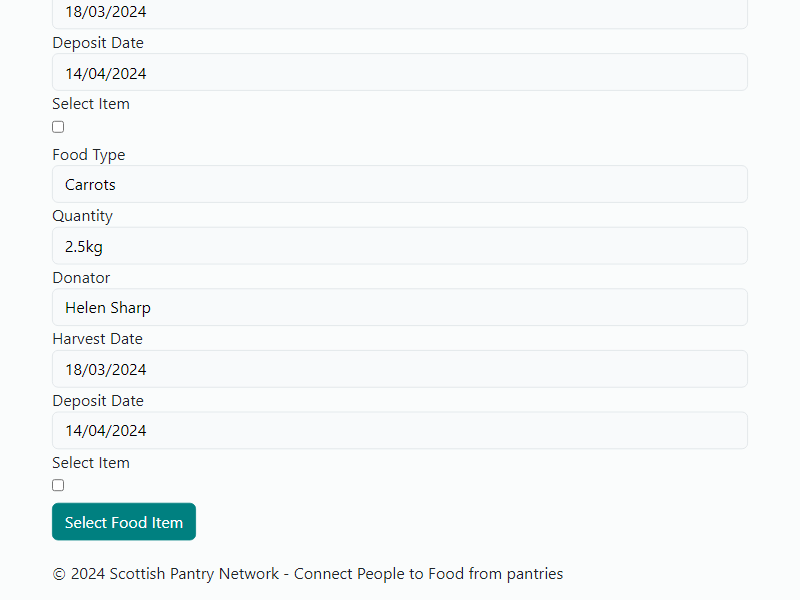 18/03/2024
Deposit Date
14/04/2024
Select Item
Food Type
Carrots
Quantity
2.5kg
Donator
Helen Sharp
Harvest Date
18/03/2024
Deposit Date
14/04/2024
Select Item
Select Food Item
© 2024 Scottish Pantry Network - Connect People to Food from pantries